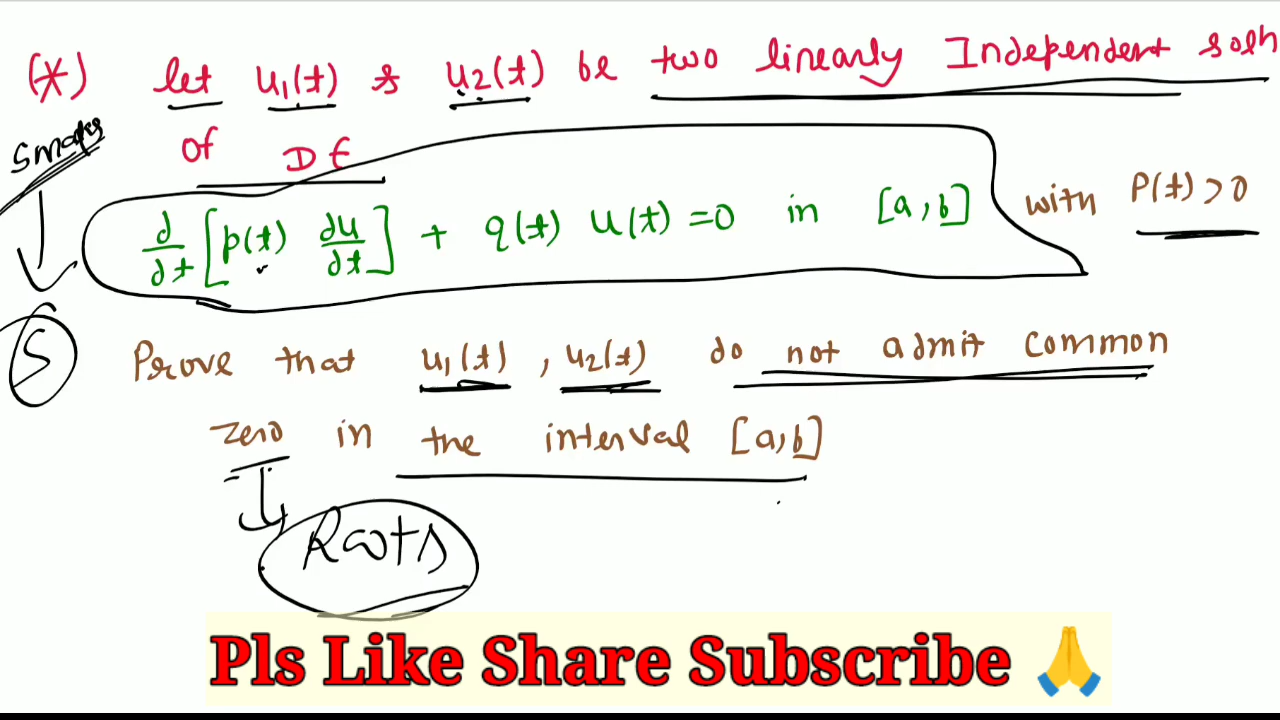 (*) let u₁(t) & u₂(t) be two linearly Independent soln
of DE
d/dt [p(t) du/dt] + q(t) u(t) = 0 in [a,b] with P(t) > 0
5
Prove that u₁(t), u₂(t) do not admit common
zero in the interval [a,b]
Roots
Pls Like Share Subscribe 🙏